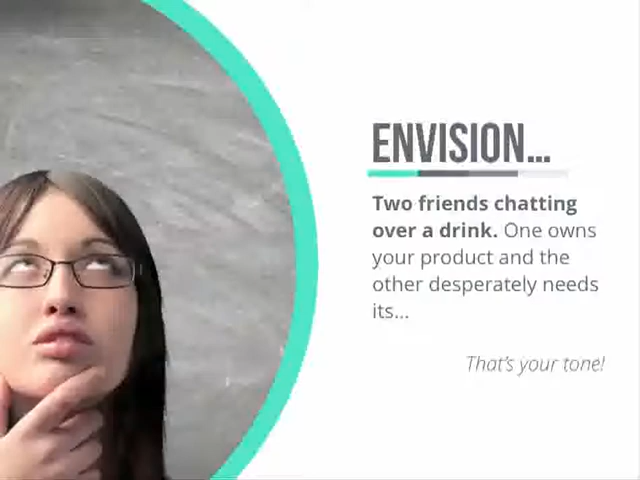 ENVISION...
Two friends chatting
over a drink. One owns
your product and the
other desperately needs
its...
That's your tone!